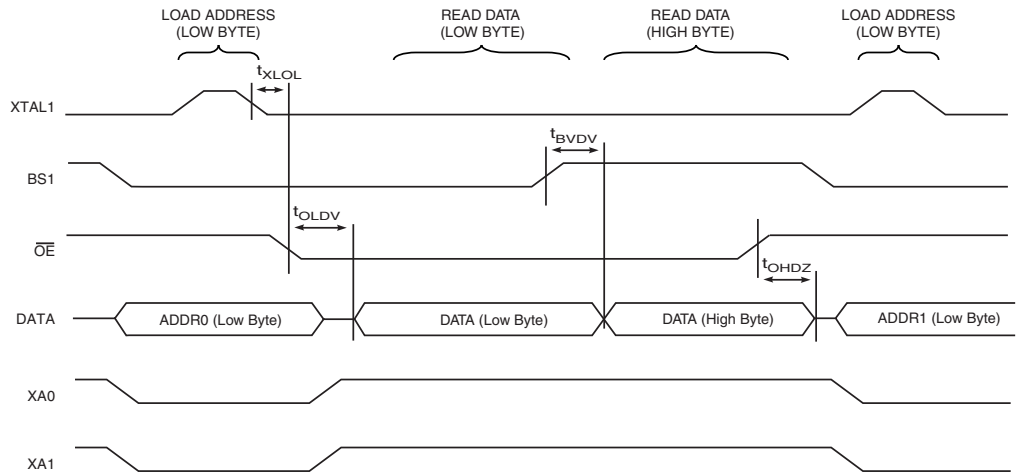 LOAD ADDRESS
(LOW BYTE)
READ DATA
(LOW BYTE)
READ DATA
(HIGH BYTE)
LOAD ADDRESS
(LOW BYTE)
tXLOL
XTAL1
tBVDV
BS1
tOLDV
OE
tOHDZ
DATA
ADDR0 (Low Byte)
DATA (Low Byte)
DATA (High Byte)
ADDR1 (Low Byte)
XA0
XA1